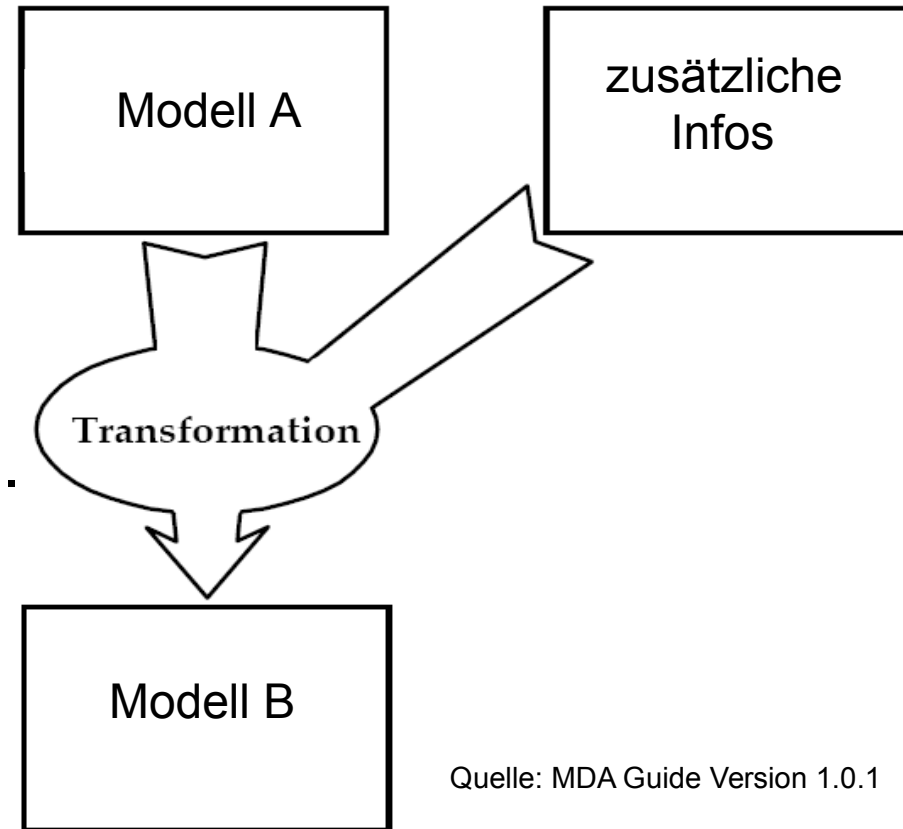 Modell A
zusätzliche
Infos
Transformation
Modell B
Quelle: MDA Guide Version 1.0.1